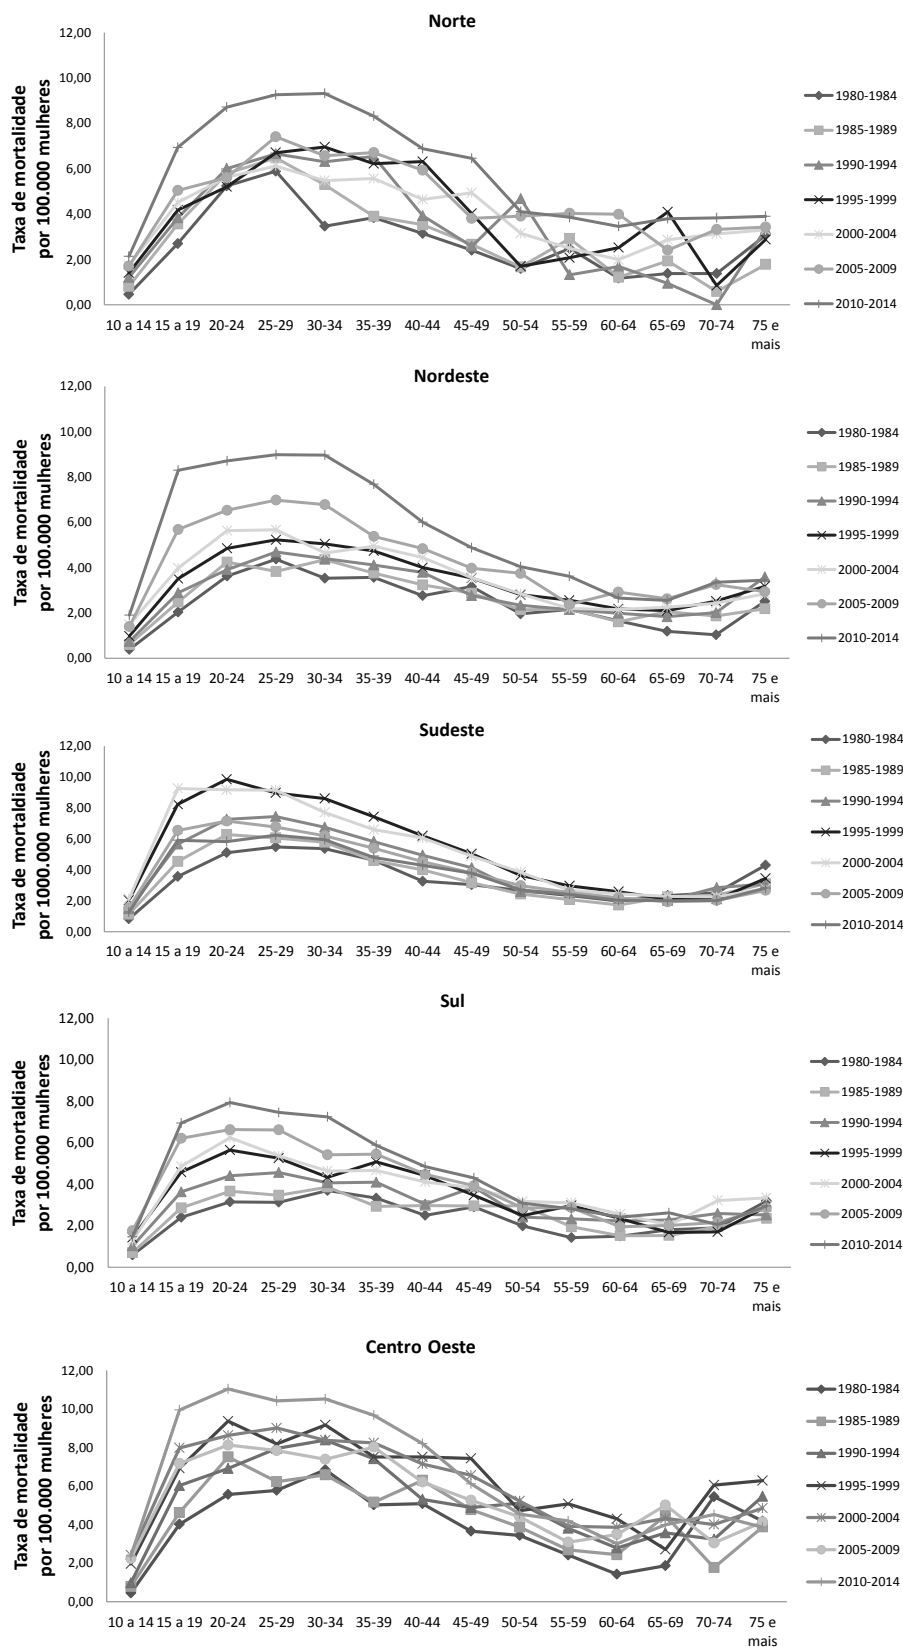 Norte
Taxa de mortalidade
por 100.000 mulheres
12,00
10,00
8,00
6,00
4,00
2,00
0,00
10 a 14 15 a 19 20-24 25-29 30-34 35-39 40-44 45-49 50-54 55-59 60-64 65-69 70-74 75 e
mais
1980-1984
1985-1989
1990-1994
1995-1999
2000-2004
2005-2009
2010-2014
Nordeste
Taxa de mortalidade
por 100.000 mulheres
12,00
10,00
8,00
6,00
4,00
2,00
0,00
10 a 14 15 a 19 20-24 25-29 30-34 35-39 40-44 45-49 50-54 55-59 60-64 65-69 70-74 75 e
mais
1980-1984
1985-1989
1990-1994
1995-1999
2000-2004
2005-2009
2010-2014
Sudeste
Taxa de mortaldiade
por 1000.000 mulheres
12,00
10,00
8,00
6,00
4,00
2,00
0,00
10 a 14 15 a 19 20-24 25-29 30-34 35-39 40-44 45-49 50-54 55-59 60-64 65-69 70-74 75 e
mais
1980-1984
1985-1989
1990-1994
1995-1999
2000-2004
2005-2009
2010-2014
Sul
Taxa de mortaldiade
por 100.000 mulheres
12,00
10,00
8,00
6,00
4,00
2,00
0,00
10 a 14 15 a 19 20-24 25-29 30-34 35-39 40-44 45-49 50-54 55-59 60-64 65-69 70-74 75 e
mais
1980-1984
1985-1989
1990-1994
1995-1999
2000-2004
2005-2009
2010-2014
Centro Oeste
Taxa de mortalidade
por 100.000 mulheres
12,00
10,00
8,00
6,00
4,00
2,00
0,00
10 a 14 15 a 19 20-24 25-29 30-34 35-39 40-44 45-49 50-54 55-59 60-64 65-69 70-74 75 e
mais
1980-1984
1985-1989
1990-1994
1995-1999
2000-2004
2005-2009
2010-2014